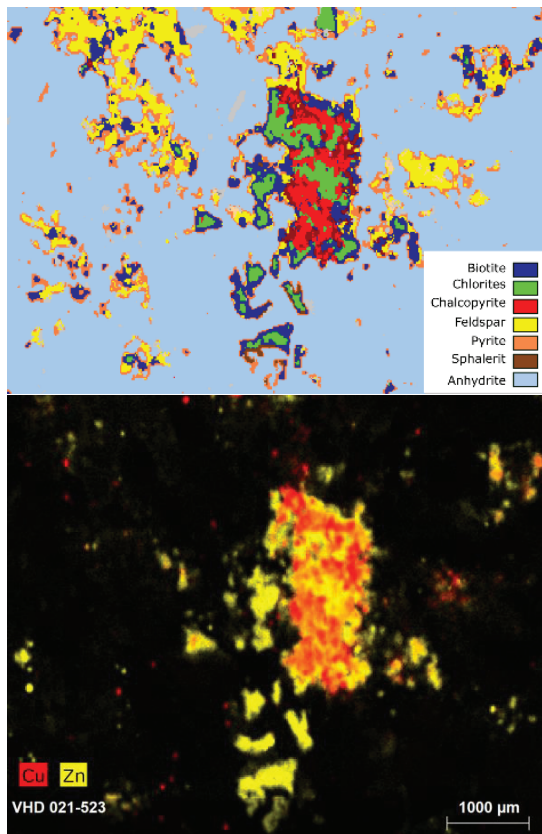 Biotite
Chlorites
Chalcopyrite
Feldspar
Pyrite
Sphalerit
Anhydrite
Cu Zn
VHD 021-523
1000 µm